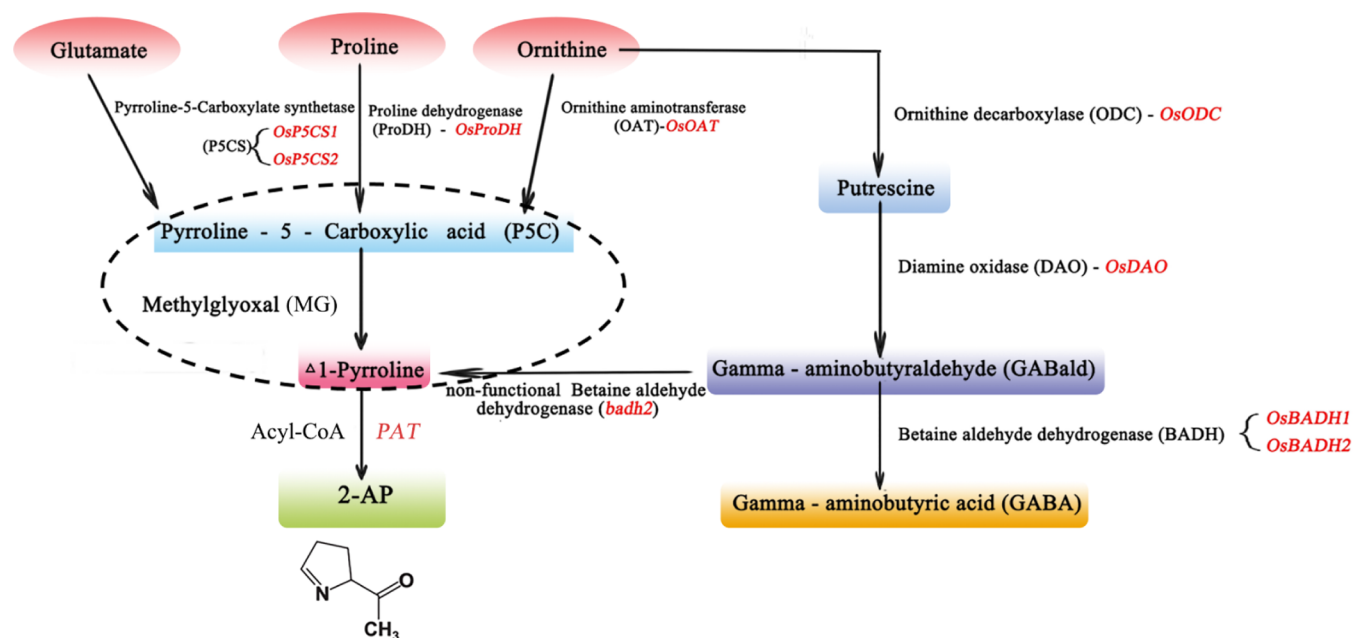 Glutamate
Proline
Ornithine
Pyrroline-5-Carboxylate synthetase
(P5CS)
OsP5CS1
OsP5CS2
Proline dehydrogenase
(ProDH) - OsProDH
Ornithine aminotransferase
(OAT)-OsOAT
Ornithine decarboxylase (ODC) - OsODC
Putrescine
Pyrroline - 5 - Carboxylic acid (P5C)
Diamine oxidase (DAO) - OsDAO
Methylglyoxal (MG)
△1-Pyrroline
Gamma - aminobutyraldehyde (GABald)
non-functional Betaine aldehyde
dehydrogenase (badh2)
Acyl-CoA PAT
Betaine aldehyde dehydrogenase (BADH)
OsBADH1
OsBADH2
2-AP
Gamma - aminobutyric acid (GABA)
N
O
CH₃